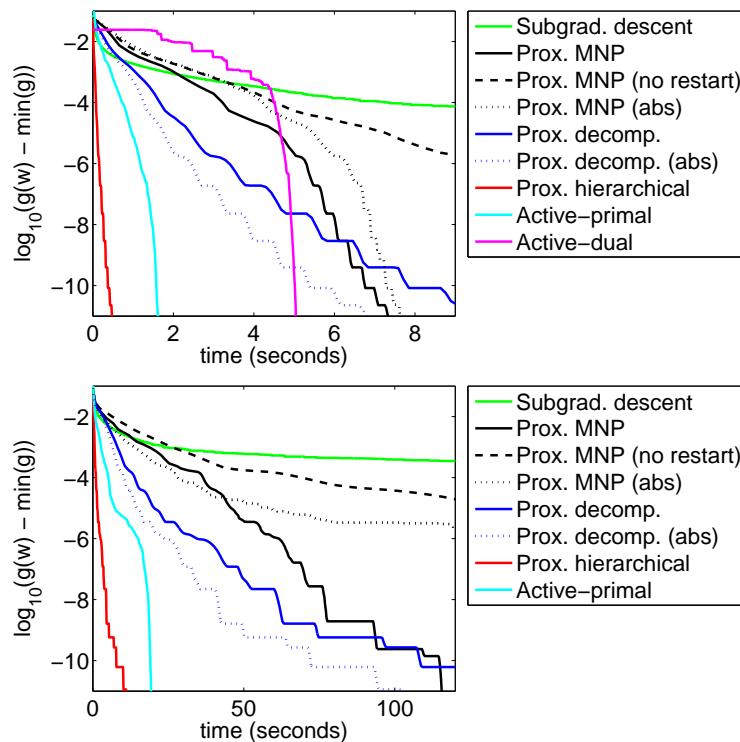 −2
−4
−6
−8
−10
0
2
4
6
8
time (seconds)
log10(g(w) − min(g))
Subgrad. descent
Prox. MNP
Prox. MNP (no restart)
Prox. MNP (abs)
Prox. decomp.
Prox. decomp. (abs)
Prox. hierarchical
Active−primal
Active−dual
−2
−4
−6
−8
−10
0
50
100
time (seconds)
log10(g(w) − min(g))
Subgrad. descent
Prox. MNP
Prox. MNP (no restart)
Prox. MNP (abs)
Prox. decomp.
Prox. decomp. (abs)
Prox. hierarchical
Active−primal